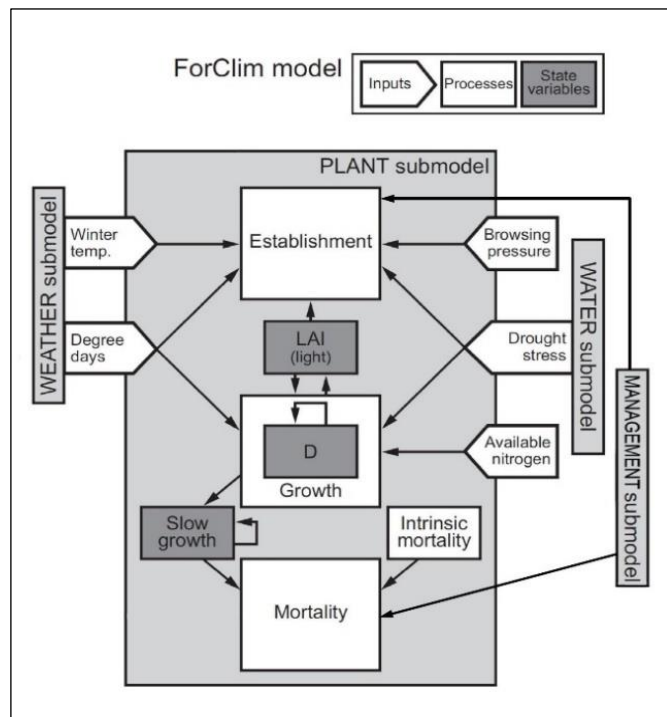 ForClim model
Inputs
Processes
State
variables
PLANT submodel
WEATHER submodel
Winter
temp.
Establishment
Browsing
pressure
WATER submodel
Degree
days
LAI
(light)
Drought
stress
MANAGEMENT submodel
D
Growth
Available
nitrogen
Slow
growth
Intrinsic
mortality
Mortality